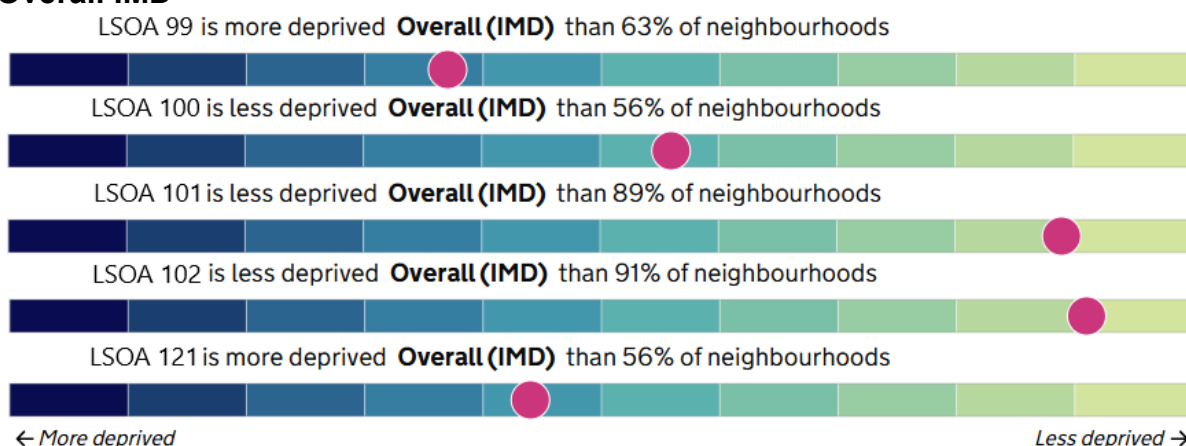 Overall IMD
LSOA 99 is more deprived Overall (IMD) than 63% of neighbourhoods
LSOA 100 is less deprived Overall (IMD) than 56% of neighbourhoods
LSOA 101 is less deprived Overall (IMD) than 89% of neighbourhoods
LSOA 102 is less deprived Overall (IMD) than 91% of neighbourhoods
LSOA 121 is more deprived Overall (IMD) than 56% of neighbourhoods
← More deprived
Less deprived →